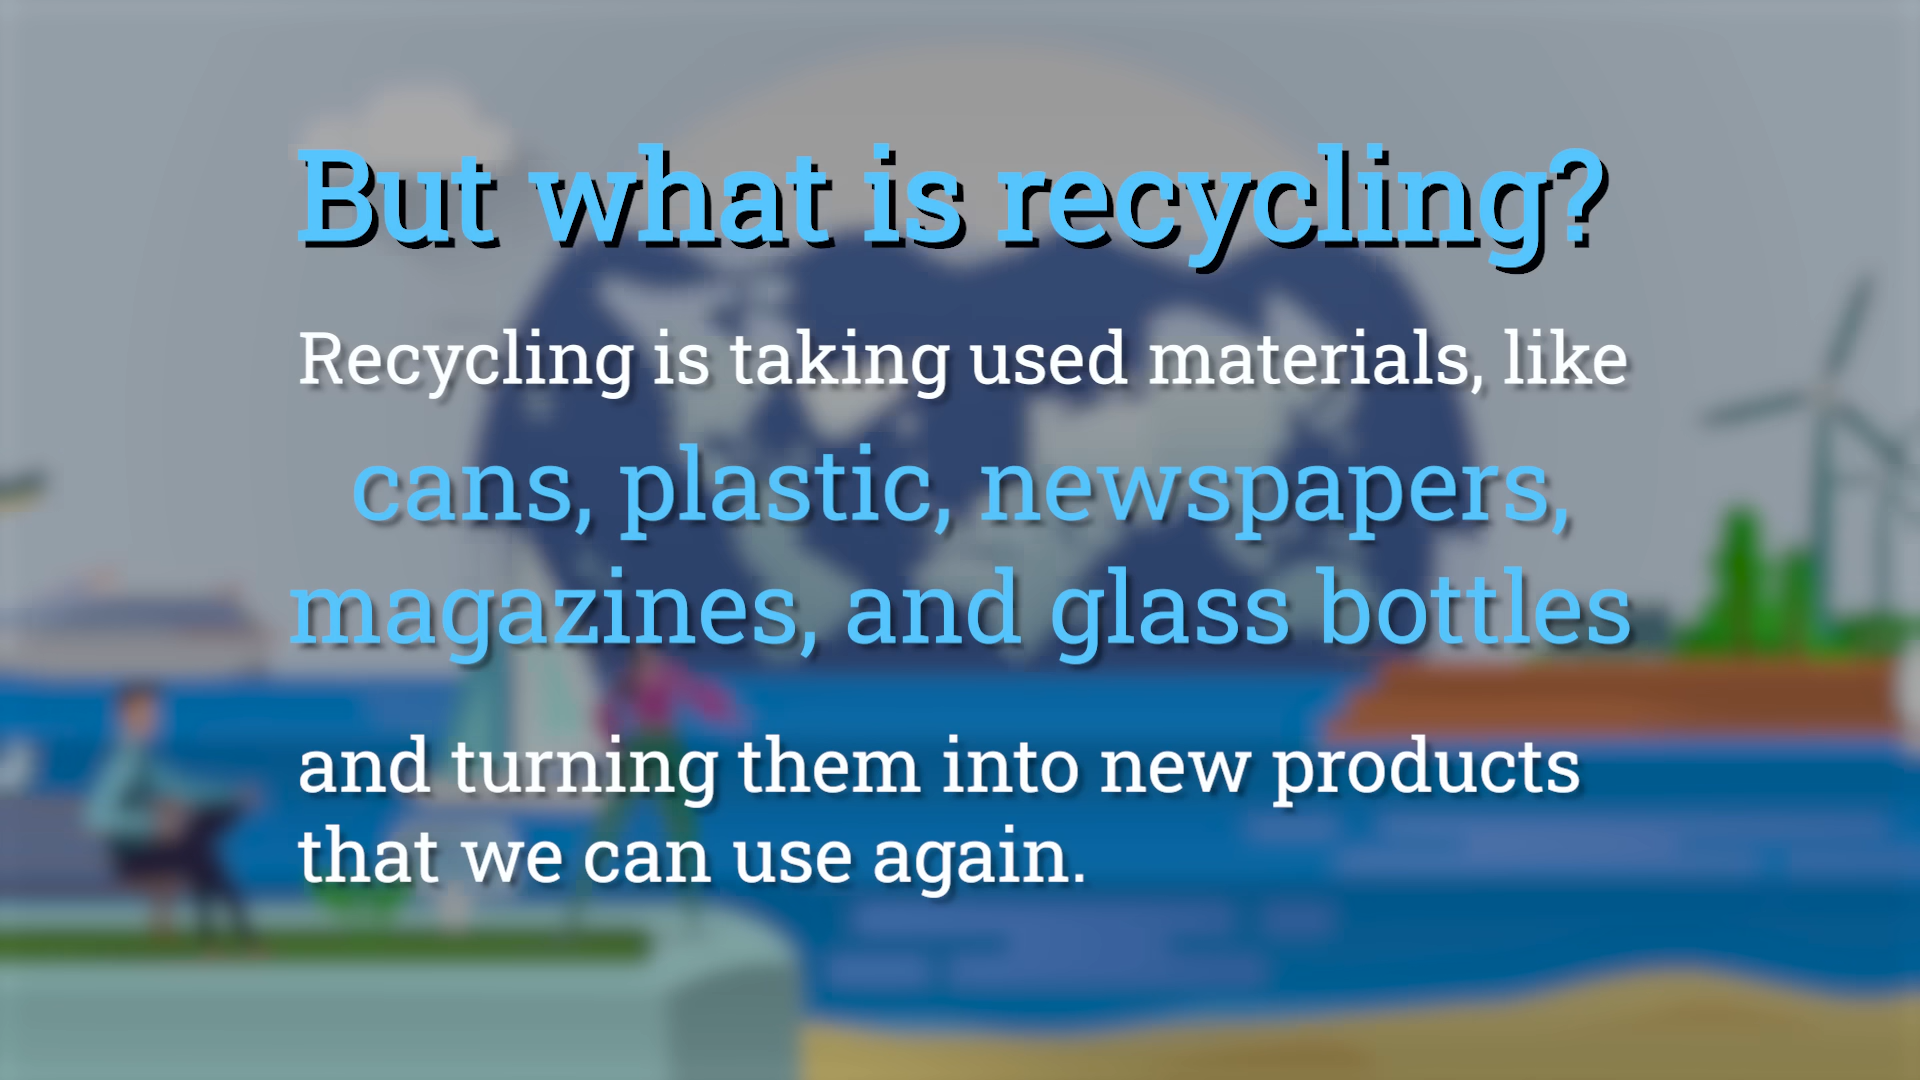 But what is recycling?
Recycling is taking used materials, like
cans, plastic, newspapers,
magazines, and glass bottles
and turning them into new products
that we can use again.